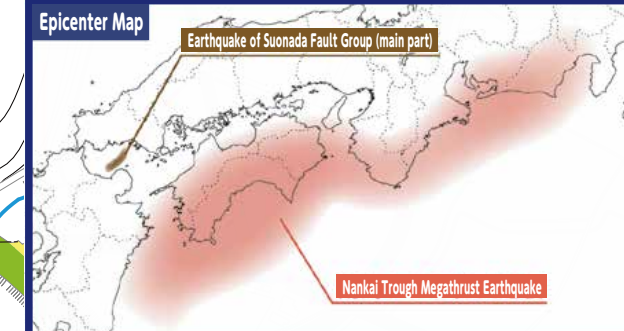 Epicenter Map
Earthquake of Suonada Fault Group (main part)
Nankai Trough Megathrust Earthquake